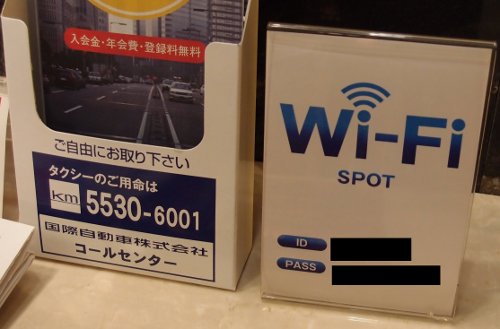 入会金・年会費・登録料無料
ご自由にお取り下さい
タクシーのご用命は
km 5530-6001
国際自動車株式会社
コールセンター
Wi-Fi
SPOT
ID
PASS